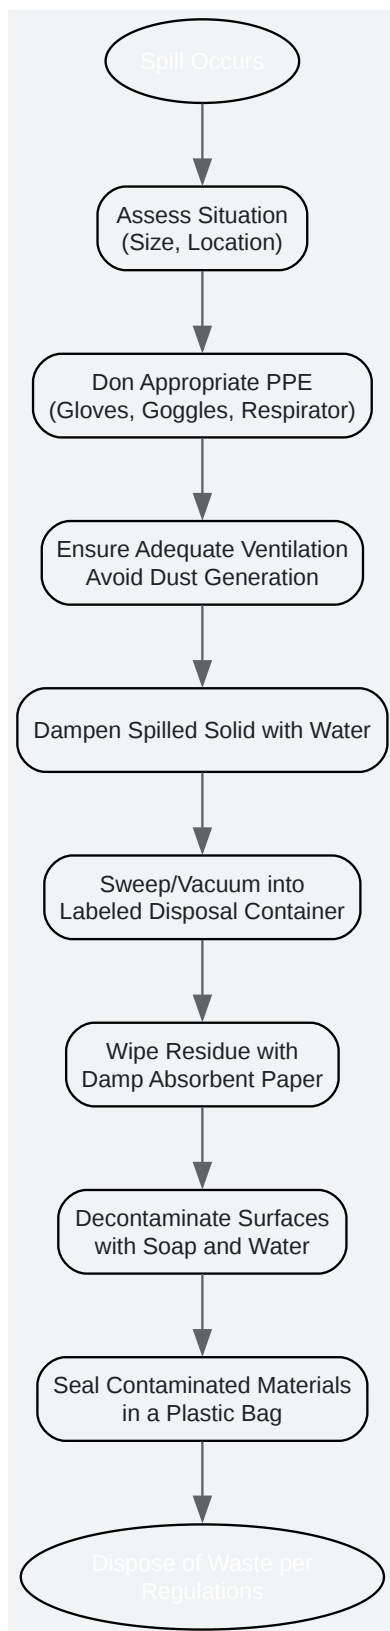 Spill Occurs
Assess Situation
(Size, Location)
Don Appropriate PPE
(Gloves, Goggles, Respirator)
Ensure Adequate Ventilation
Avoid Dust Generation
Dampen Spilled Solid with Water
Sweep/Vacuum into
Labeled Disposal Container
Wipe Residue with
Damp Absorbent Paper
Decontaminate Surfaces
with Soap and Water
Seal Contaminated Materials
in a Plastic Bag
Dispose of Waste per
Regulations